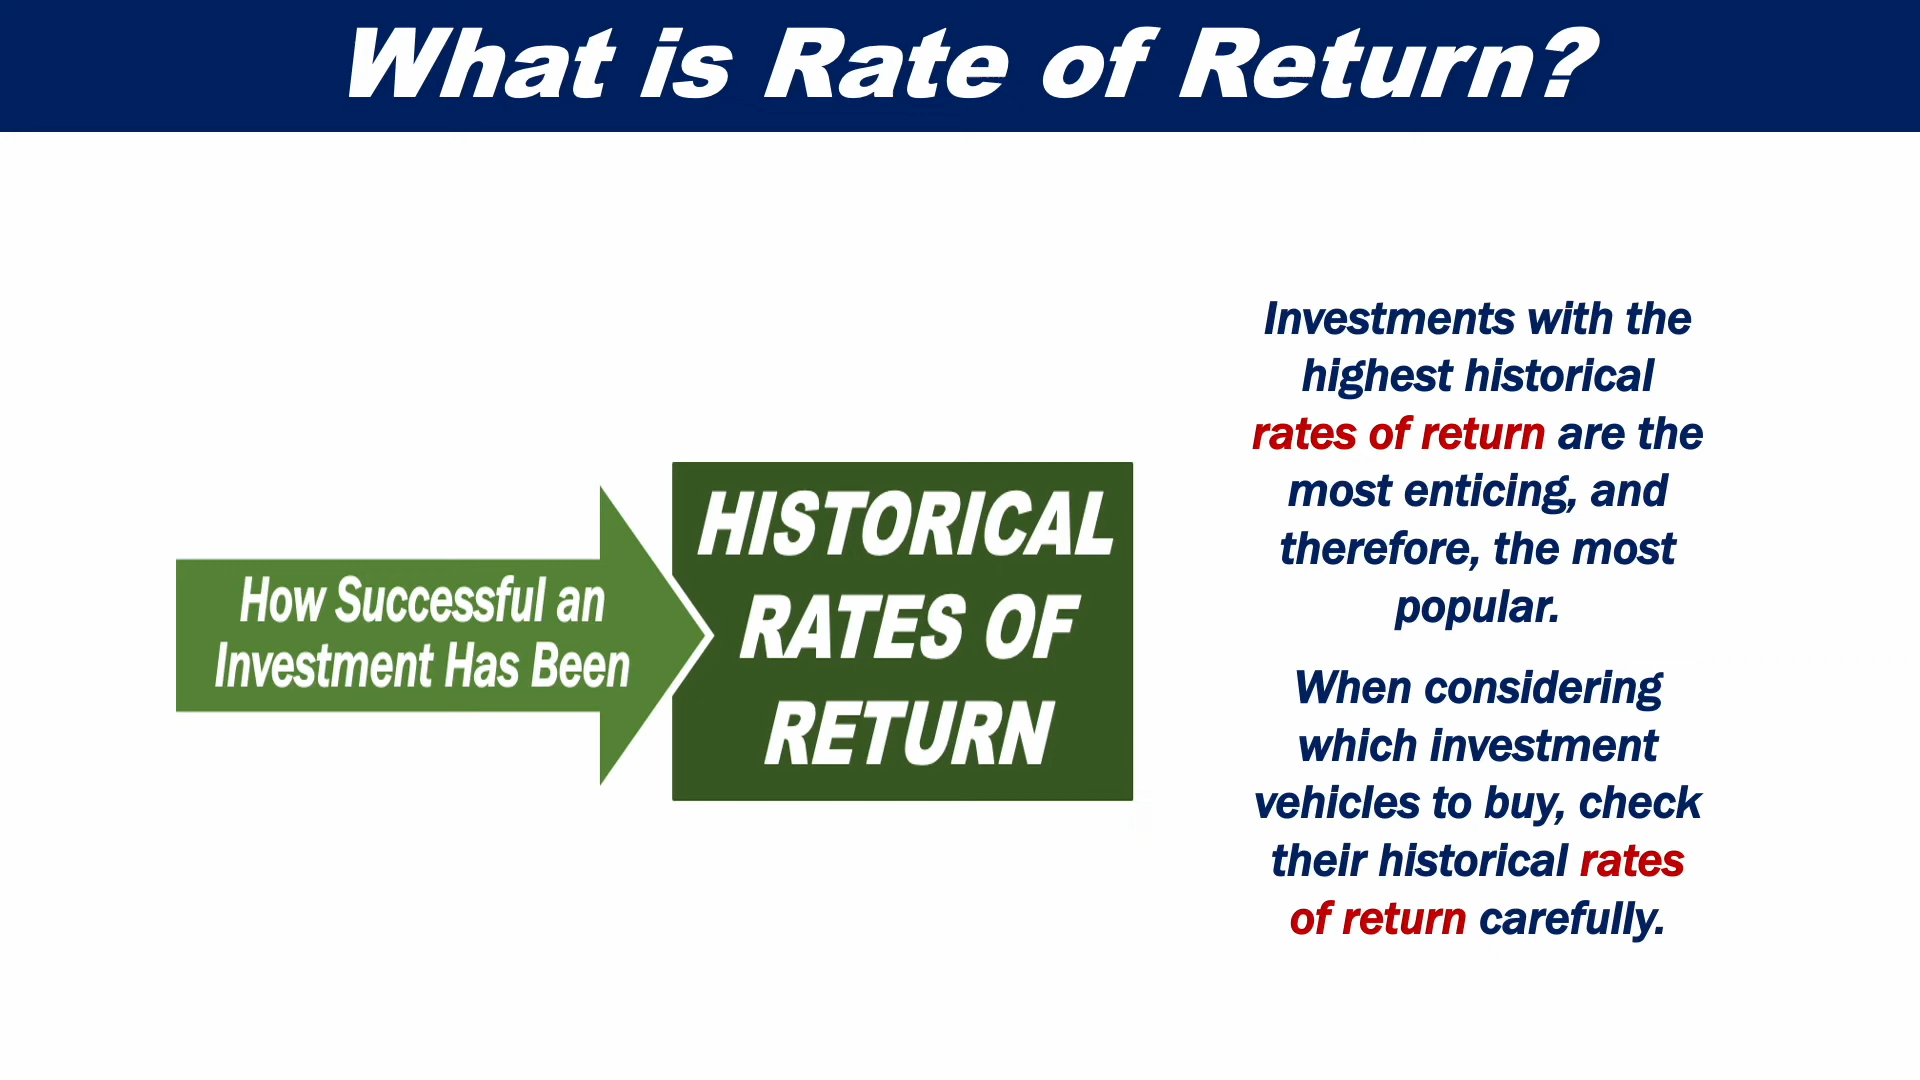 What is Rate of Return?
How Successful an
Investment Has Been
HISTORICAL
RATES OF
RETURN
Investments with the
highest historical
rates of return are the
most enticing, and
therefore, the most
popular.
When considering
which investment
vehicles to buy, check
their historical rates
of return carefully.